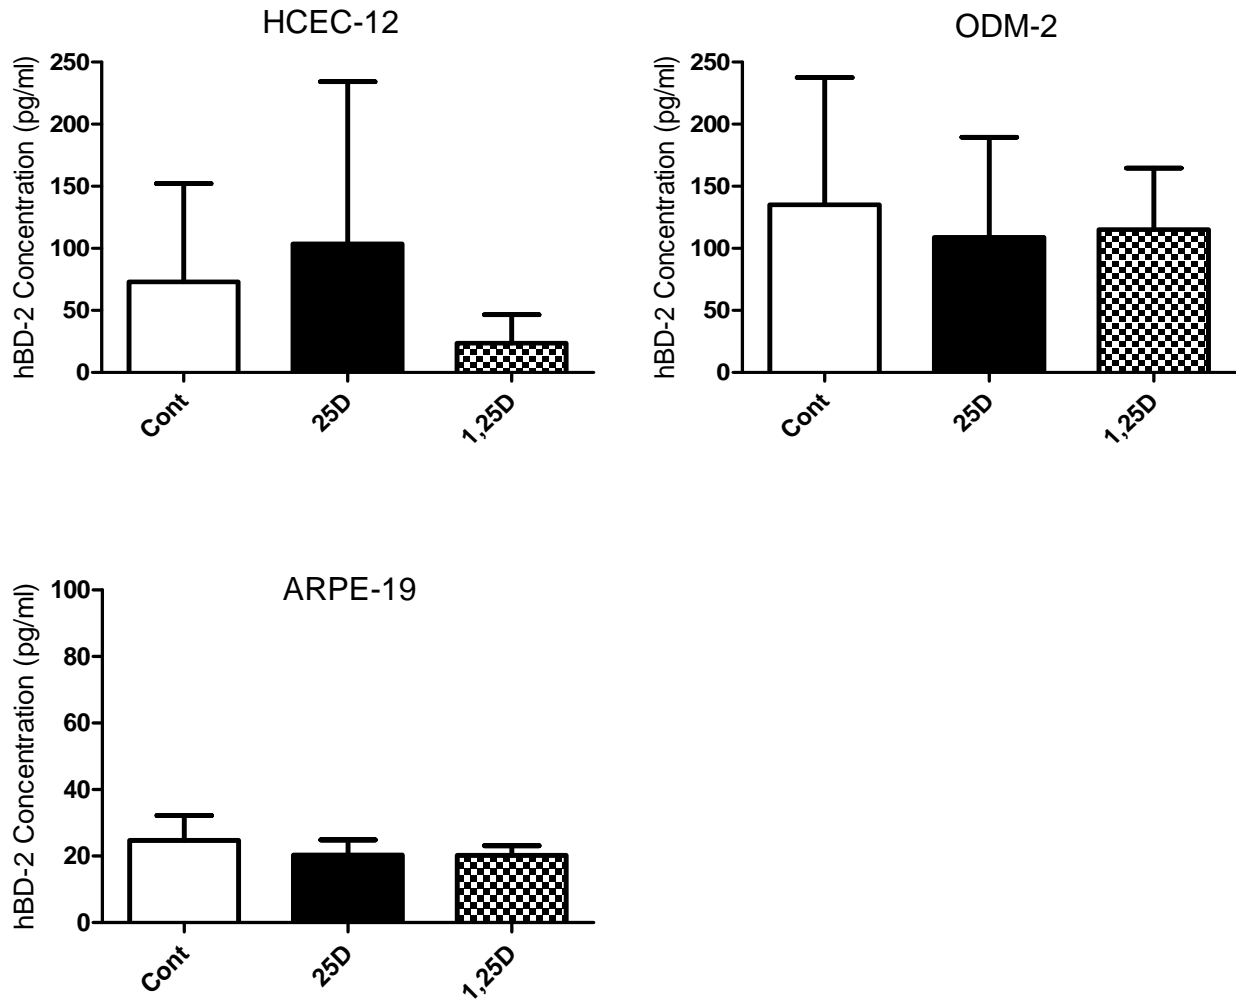 HCEC-12
hBD-2 Concentration (pg/ml)
250
200
150
100
50
0
Cont
25D
1,25D
ODM-2
hBD-2 Concentration (pg/ml)
250
200
150
100
50
0
Cont
25D
1,25D
ARPE-19
hBD-2 Concentration (pg/ml)
100
80
60
40
20
0
Cont
25D
1,25D